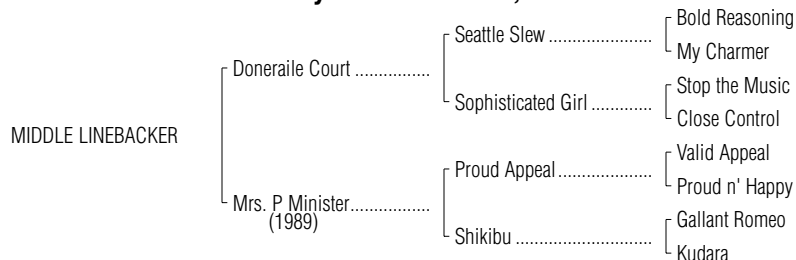 Bold Reasoning
Seattle Slew ......................
My Charmer
Doneraile Court ................
Stop the Music
Sophisticated Girl .............
Close Control
MIDDLE LINEBACKER
Valid Appeal
Proud Appeal....................
Proud n' Happy
Mrs. P Minister.................
(1989)
Gallant Romeo
Shikibu .............................
Kudara